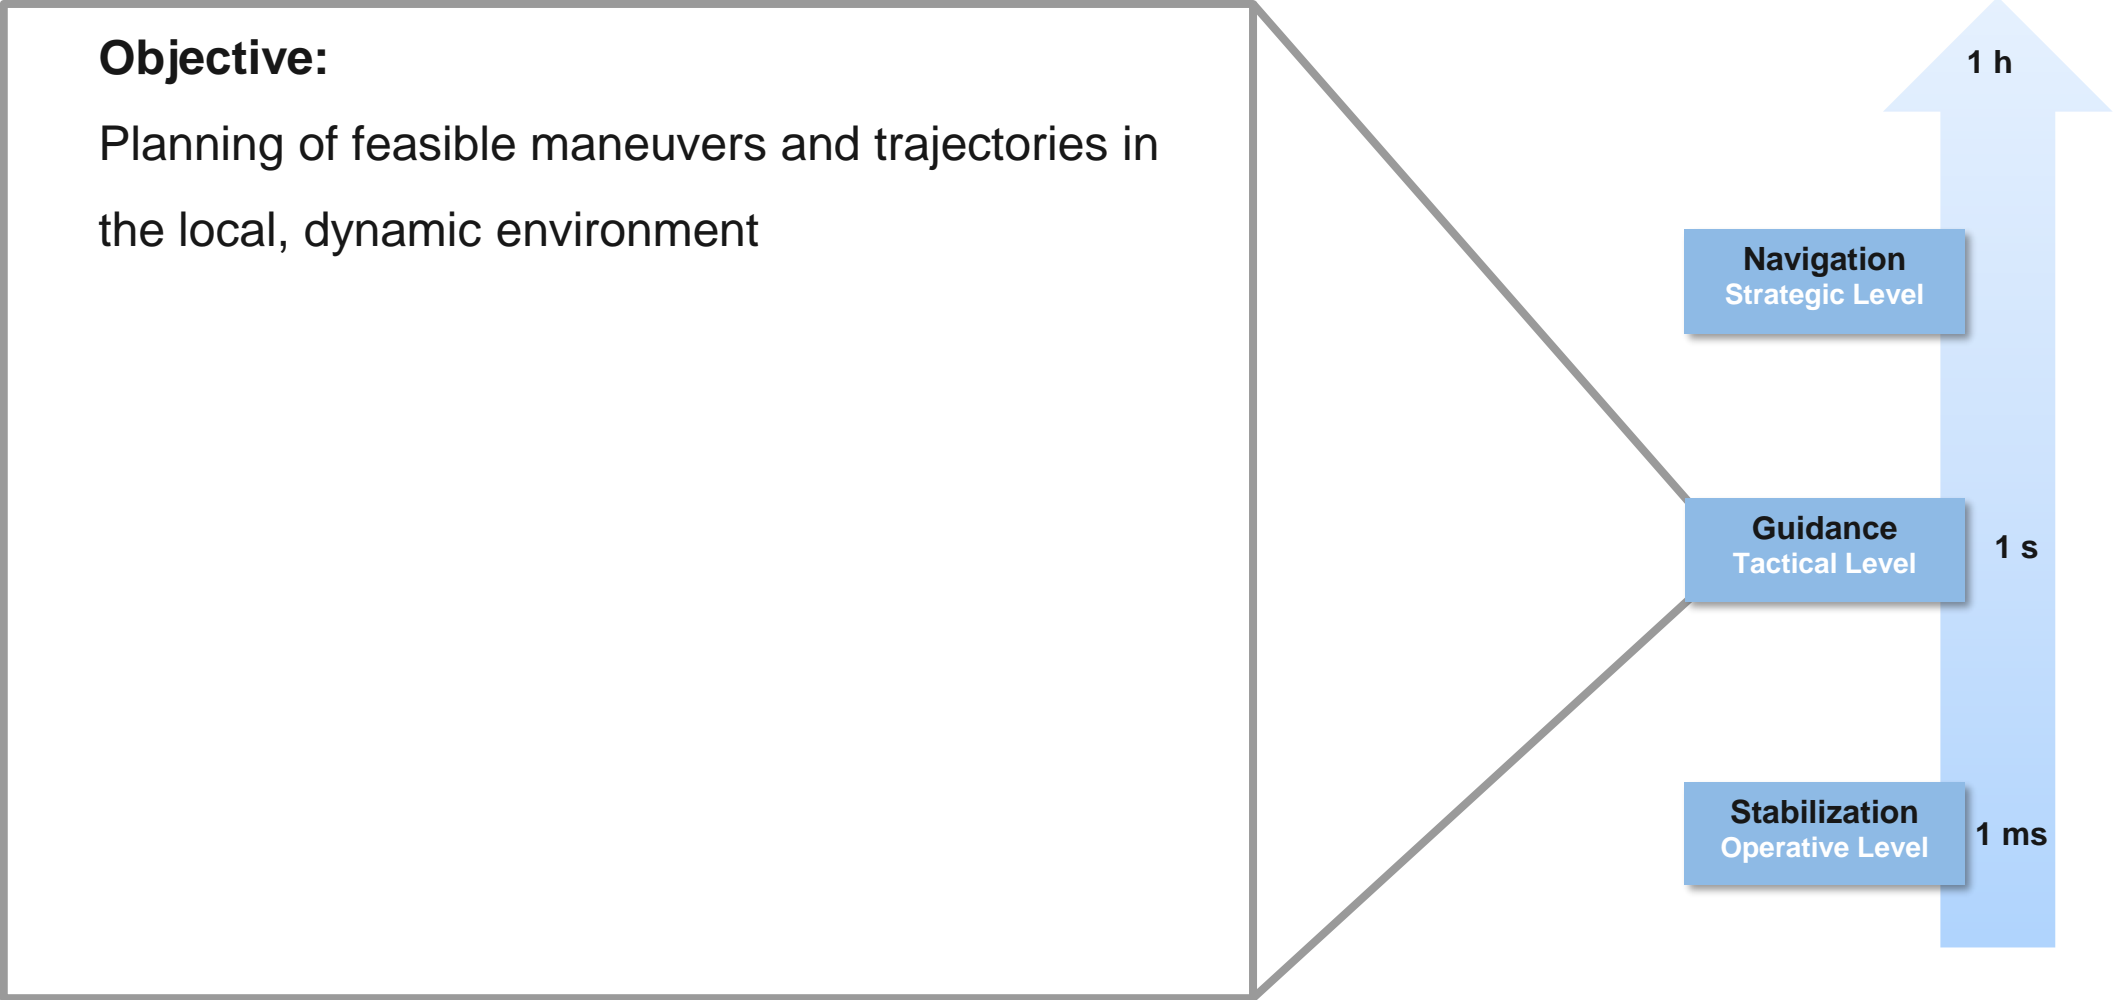 Objective:
Planning of feasible maneuvers and trajectories in
the local, dynamic environment
1 h
Navigation
Strategic Level
Guidance
Tactical Level
1 s
Stabilization
Operative Level
1 ms